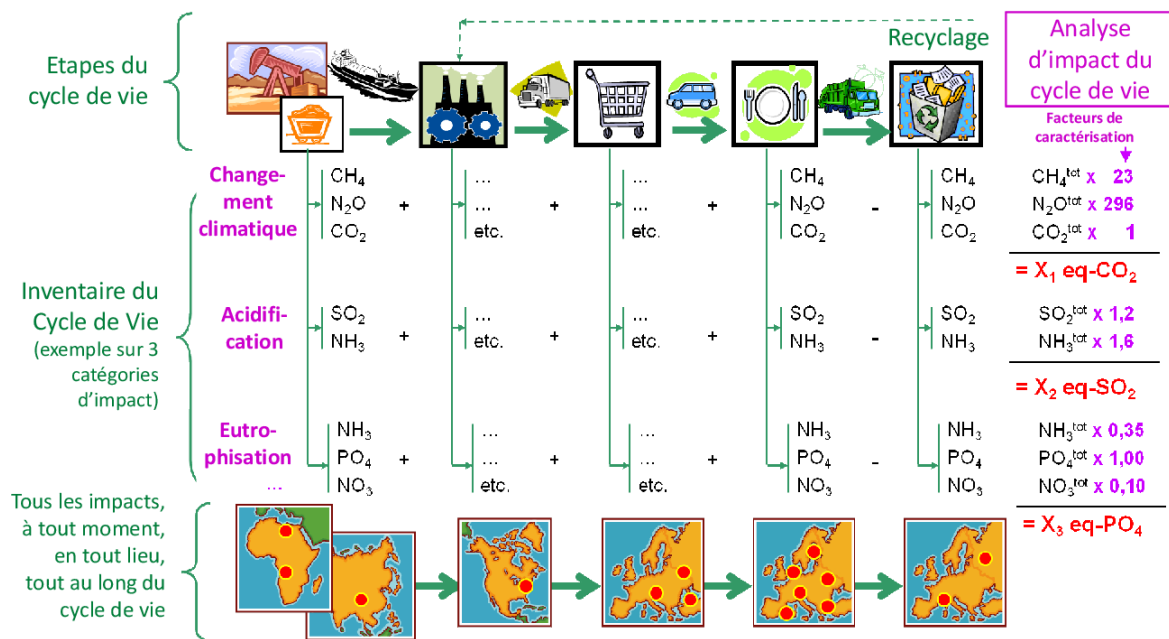 Etapes du
cycle de vie
Recyclage
Analyse
d'impact du
cycle de vie
Facteurs de
caractérisation
Inventaire du
Cycle de Vie
(exemple sur 3
catégories
d'impact)
Change-
ment
climatique
CH₄ ... ... CH₄ CH₄ CH₄ᵗᵒᵗ x 23
N₂O + ... + ... + N₂O - N₂O N₂Oᵗᵒᵗ x 296
CO₂ etc. etc. CO₂ CO₂ CO₂ᵗᵒᵗ x 1
= X₁ eq-CO₂
Acidifi-
cation
SO₂ ... ... SO₂ SO₂ SO₂ᵗᵒᵗ x 1,2
NH₃ + etc. + etc. + NH₃ - NH₃ NH₃ᵗᵒᵗ x 1,6
= X₂ eq-SO₂
Eutro-
phisation
...
NH₃ ... ... NH₃ NH₃ NH₃ᵗᵒᵗ x 0,35
PO₄ + ... + ... + PO₄ - PO₄ PO₄ᵗᵒᵗ x 1,00
NO₃ etc. etc. NO₃ NO₃ NO₃ᵗᵒᵗ x 0,10
= X₃ eq-PO₄
Tous les impacts,
à tout moment,
en tout lieu,
tout au long du
cycle de vie